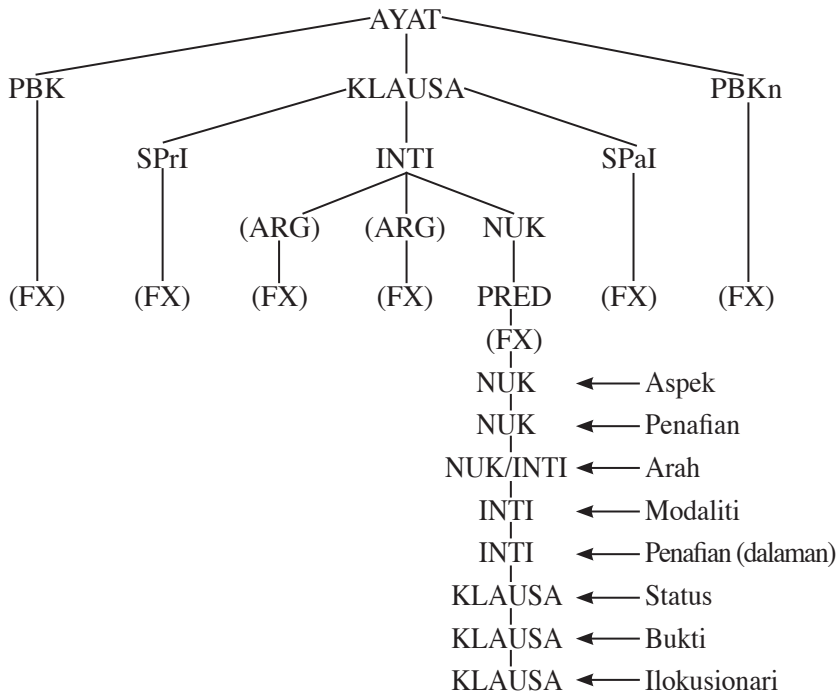 AYAT
PBK KLAUSA PBKn
SPrI INTI SPaI
(ARG) (ARG) NUK
(FX) (FX) (FX) (FX) PRED (FX) (FX)
(FX)
NUK Aspek
NUK Penafian
NUK/INTI Arah
INTI Modaliti
INTI Penafian (dalaman)
KLAUSA Status
KLAUSA Bukti
KLAUSA Ilokusionari